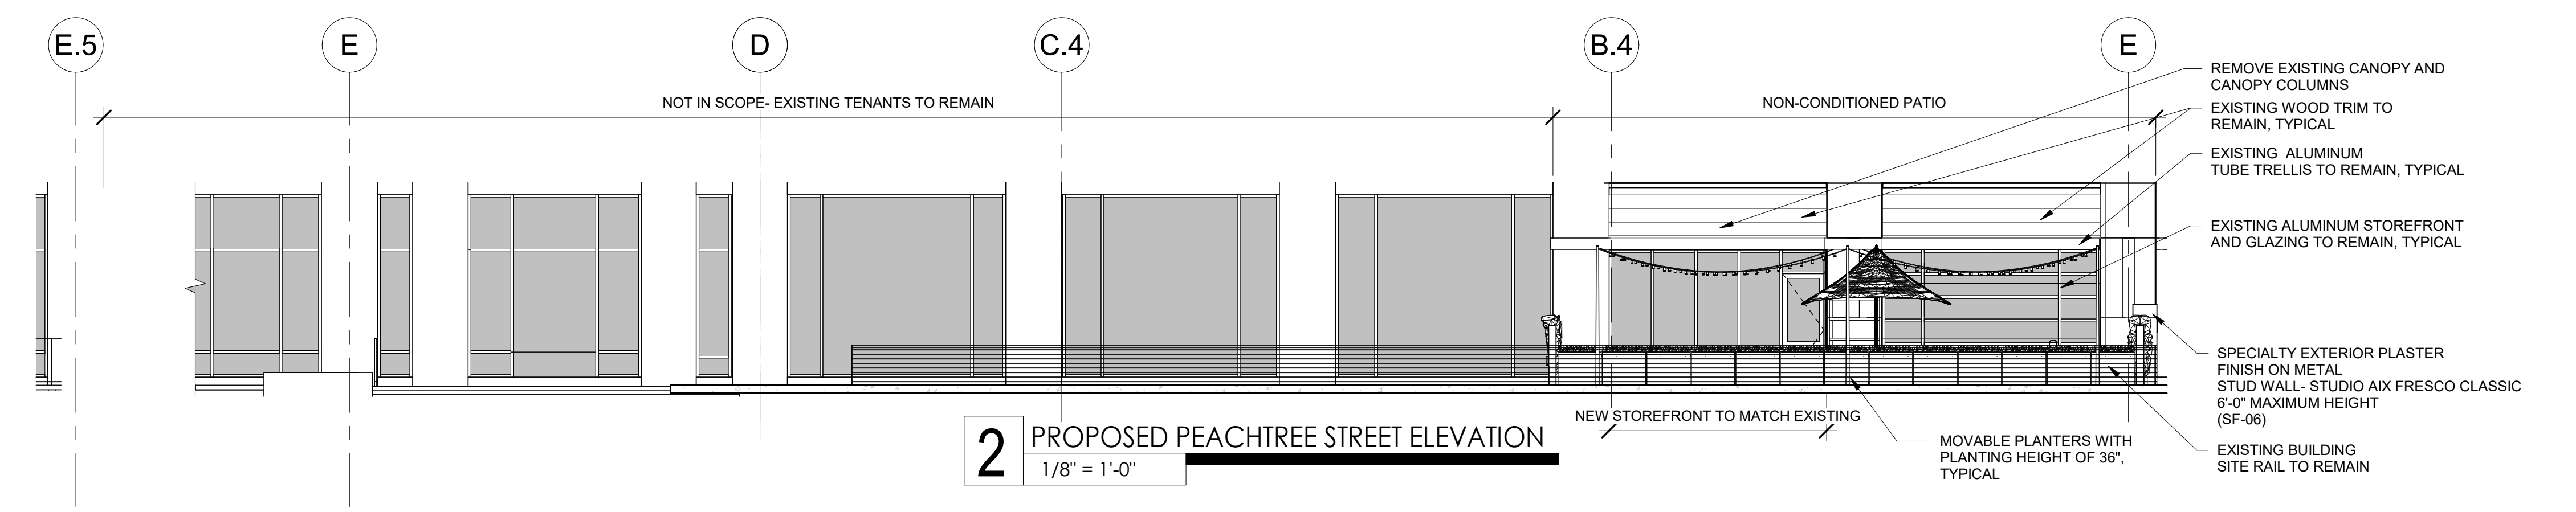 E.5
E
D
C.4
B.4
E
NOT IN SCOPE- EXISTING TENANTS TO REMAIN
NON-CONDITIONED PATIO
REMOVE EXISTING CANOPY AND
CANOPY COLUMNS
EXISTING WOOD TRIM TO
REMAIN, TYPICAL
EXISTING ALUMINUM
TUBE TRELLIS TO REMAIN, TYPICAL
EXISTING ALUMINUM STOREFRONT
AND GLAZING TO REMAIN, TYPICAL
SPECIALTY EXTERIOR PLASTER
FINISH ON METAL
STUD WALL- STUDIO AIX FRESCO CLASSIC
6'-0" MAXIMUM HEIGHT
(SF-06)
EXISTING BUILDING
SITE RAIL TO REMAIN
NEW STOREFRONT TO MATCH EXISTING
MOVABLE PLANTERS WITH
PLANTING HEIGHT OF 36",
TYPICAL
2
PROPOSED PEACHTREE STREET ELEVATION
1/8" = 1'-0"